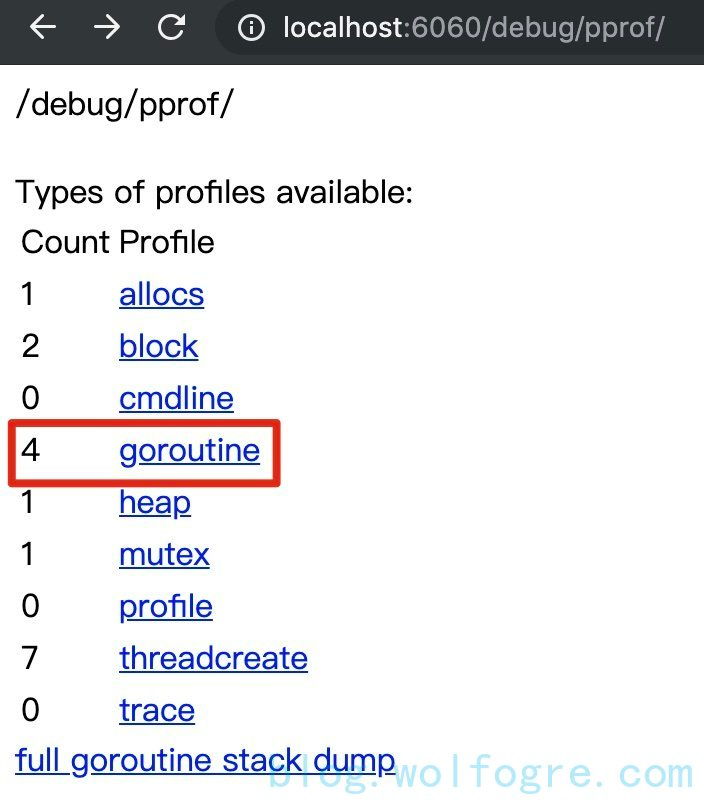 localhost:6060/debug/pprof/
/debug/pprof/
Types of profiles available:
Count Profile
1 allocs
2 block
0 cmdline
4 goroutine
1 heap
1 mutex
0 profile
7 threadcreate
0 trace
full goroutine stack dump
blog.wolfogre.com